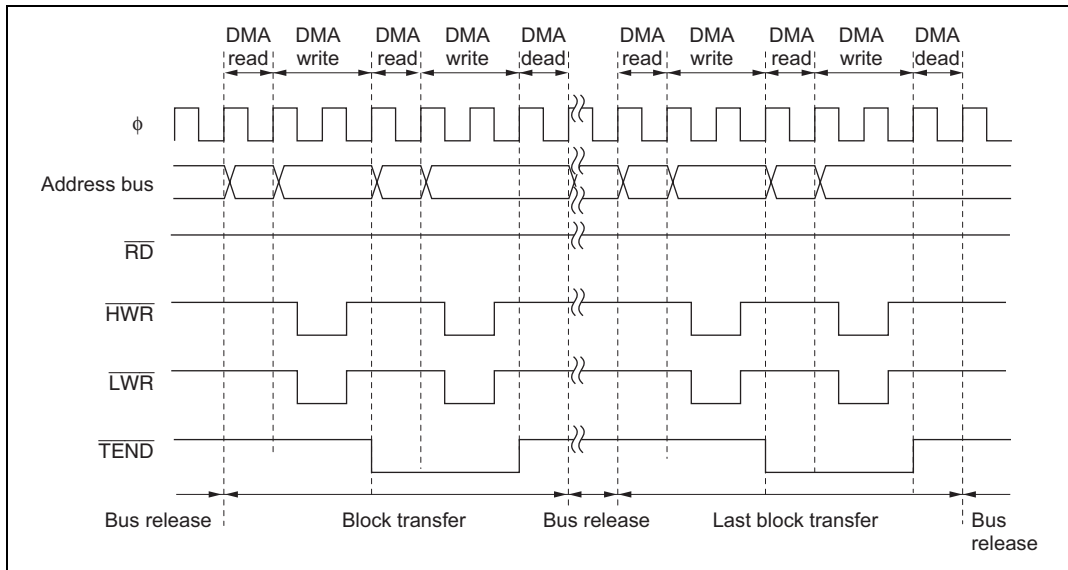 DMA DMA DMA DMA DMA DMA DMA DMA DMA DMA
read write read write dead read write read write dead
φ
Address bus
RD
HWR
LWR
TEND
Bus release Block transfer Bus release Last block transfer Bus
release